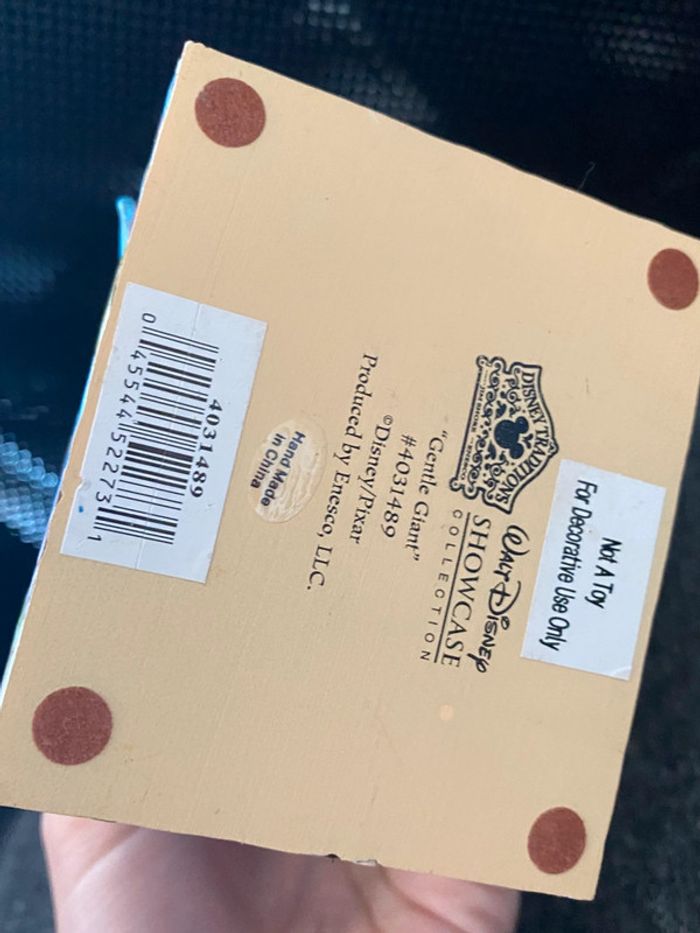 Not A Toy
For Decorative Use Only
DISNEY TRADITIONS
WALT DISNEY
SHOWCASE
COLLECTION
"Gentle Giant"
#4031489
©Disney/Pixar
Produced by Enesco, LLC.
Hand Made
in China
4031489
0 45544 52273 1